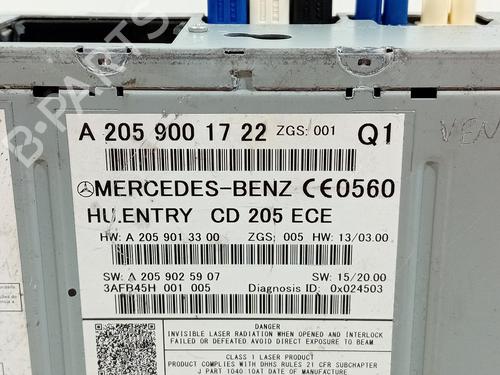 A 205 900 17 22 ZGS: 001 Q1
MERCEDES-BENZ CE0560
HU.ENTRY CD 205 ECE
HW: A 205 901 33 00 ZGS: 005 HW: 13/03.00
SW: A 205 902 59 07 SW: 15/20.00
3AFB45H 001 005 Diagnosis ID: 0x024503
DANGER
INVISIBLE LASER RADIATION WHEN OPENED AND INTERLOCK
FAILED OR DEFEATED AVOID DIRECT EXPOSURE TO BEAM
CLASS 1 LASER PRODUCT
PRODUCT COMPLIES WITH DHHS RULES 21 CFR SUBCHAPTER
J PART 1040 10AT DATE OF MANUFACTURE
VEN
B-PARTS